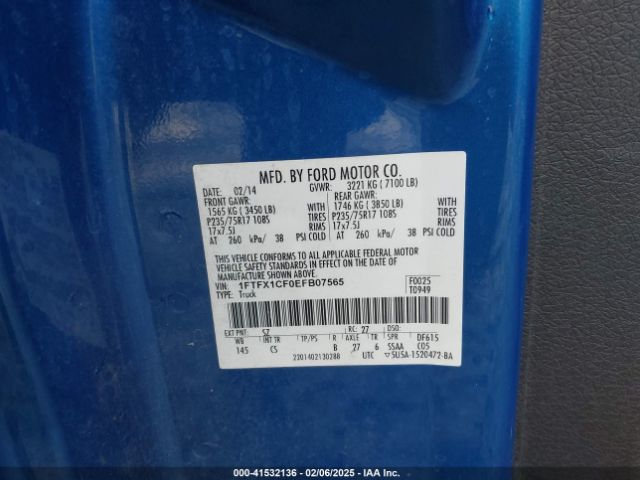 MFD. BY FORD MOTOR CO.
DATE: 02/14 GVWR: 3221 KG ( 7100 LB)
FRONT GAWR: REAR GAWR:
1565 KG ( 3450 LB) WITH 1746 KG ( 3850 LB) WITH
P235/75R17 108S TIRES P235/75R17 108S TIRES
17x7.5J RIMS 17x7.5J RIMS
AT 260 kPa/ 38 PSI COLD AT 260 kPa/ 38 PSI COLD
THIS VEHICLE CONFORMS TO ALL APPLICABLE FEDERAL MOTOR
VEHICLE SAFETY STANDARDS IN EFFECT ON THE DATE OF MANUFACTURE
SHOWN ABOVE.
VIN: 1FTFX1CF0EFB07565 F0025
TYPE: Truck T0949
EXT PNT: SZ RC: 27 DSO:
WB INT TR TP/PS R AXLE TR SPR DF615
145 CS B 27 6 SSAA C05
2201402130288 UTC ▽5U5A-1520472-BA
00-41532136 - 02/06/2025 - IAA Inc.